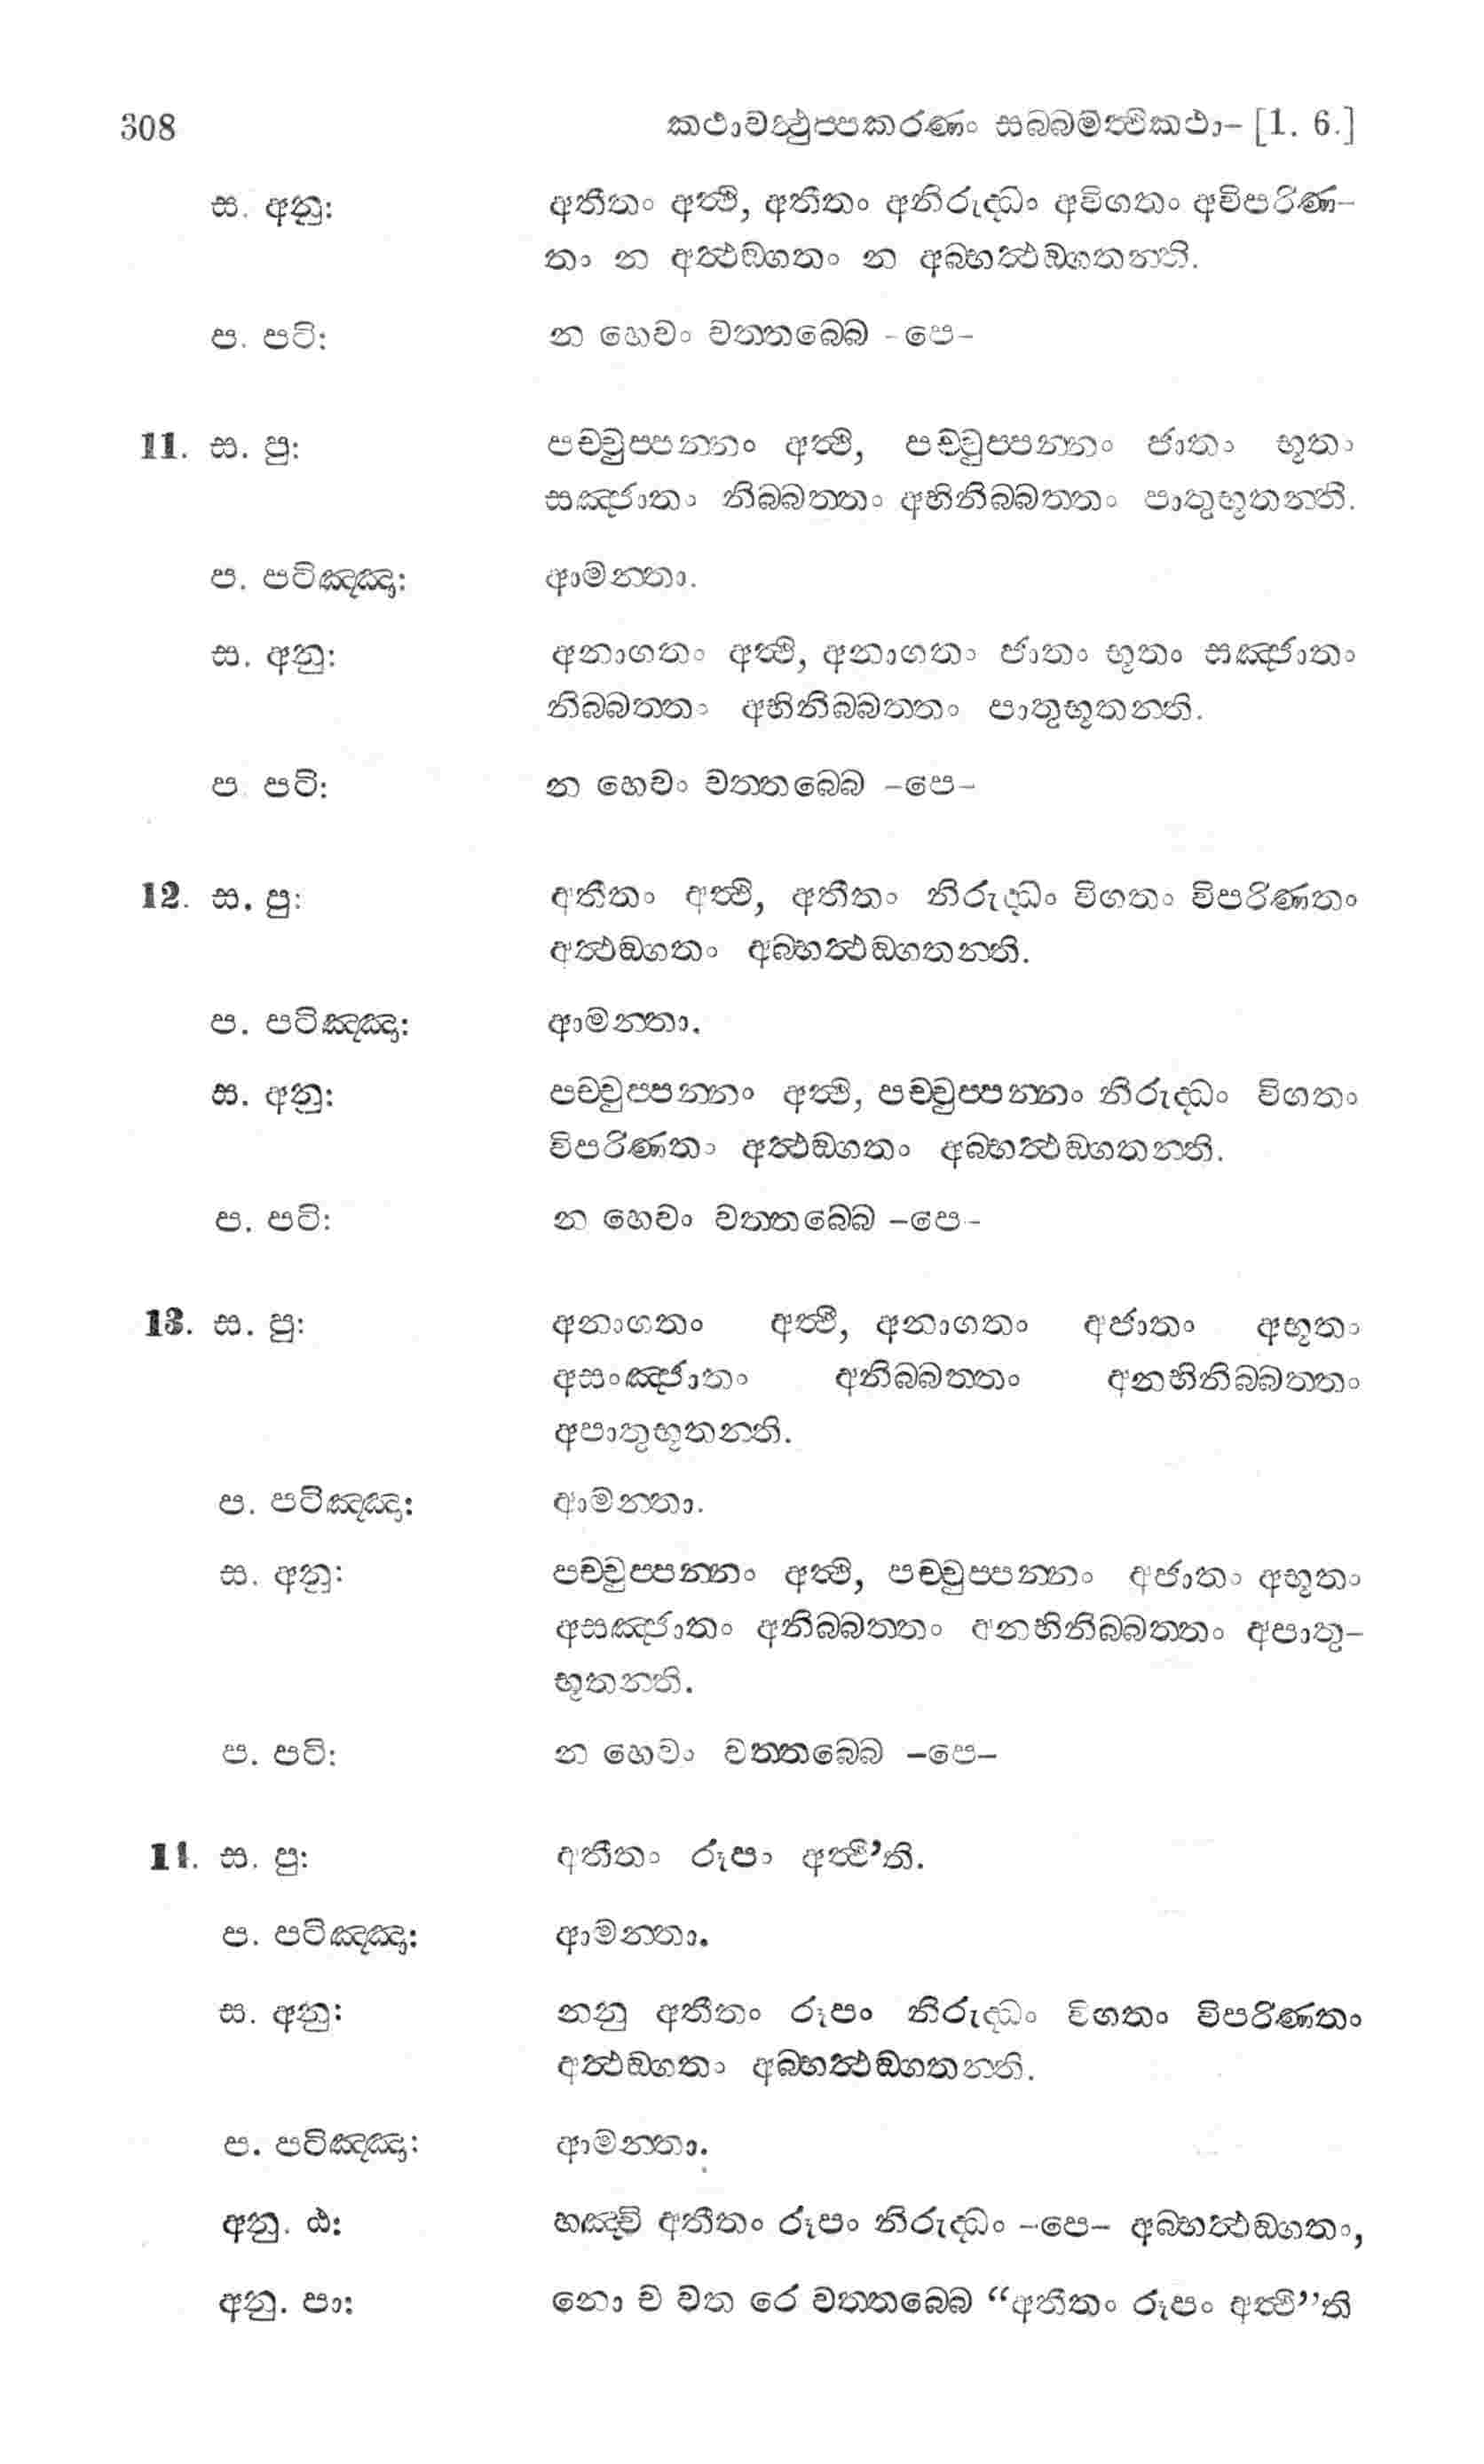 308 කථාවත්ථුප්පකරණං සබ්බමත්ථිකථා- [1. 6.]
ස. අනු: අතීතං අත්ථි, අතීතං අනිරුද්ධං අවිගතං අවිපරිණ-
තං න අත්ථඞ්ගතං න අබ්භත්ථඞ්ගතන්ති.
ප. පටි: න හෙවං වත්තබ්බෙ -පෙ-
11. ස. පු: පච්චුප්පන්නං අත්ථි, පච්චුප්පන්නං ජාතං භූතං
සඤ්ජාතං නිබ්බත්තං අභිනිබ්බත්තං පාතුභූතන්ති.
ප. පටිඤ්ඤා: ආමන්තා.
ස. අනු: අනාගතං අත්ථි, අනාගතං ජාතං භූතං සඤ්ජාතං
නිබ්බත්තං අභිනිබ්බත්තං පාතුභූතන්ති.
ප. පටි: න හෙවං වත්තබ්බෙ -පෙ-
12. ස. පු: අතීතං අත්ථි, අතීතං නිරුද්ධං විගතං විපරිණතං
අත්ථඞ්ගතං අබ්භත්ථඞ්ගතන්ති.
ප. පටිඤ්ඤා: ආමන්තා.
ස. අනු: පච්චුප්පන්නං අත්ථි, පච්චුප්පන්නං නිරුද්ධං විගතං
විපරිණතං අත්ථඞ්ගතං අබ්භත්ථඞ්ගතන්ති.
ප. පටි: න හෙවං වත්තබ්බෙ -පෙ-
13. ස. පු: අනාගතං අත්ථි, අනාගතං අජාතං අභූතං
අසංඤ්ජාතං අනිබ්බත්තං අනභිනිබ්බත්තං
අපාතුභූතන්ති.
ප. පටිඤ්ඤා: ආමන්තා.
ස. අනු: පච්චුප්පන්නං අත්ථි, පච්චුප්පන්නං අජාතං අභූතං
අසඤ්ජාතං අනිබ්බත්තං අනභිනිබ්බත්තං අපාතු-
භූතන්ති.
ප. පටි: න හෙවං වත්තබ්බෙ -පෙ-
14. ස. පු: අතීතං රූපං අත්ථි’ති.
ප. පටිඤ්ඤා: ආමන්තා.
ස. අනු: නනු අතීතං රූපං නිරුද්ධං විගතං විපරිණතං
අත්ථඞ්ගතං අබ්භත්ථඞ්ගතන්ති.
ප. පටිඤ්ඤා: ආමන්තා.
අනු. ඨ: හඤ්චි අතීතං රූපං නිරුද්ධං -පෙ- අබ්භත්ථඞ්ගතං,
අනු. පා: නො ච වත රෙ වත්තබ්බෙ “අතීතං රූපං අත්ථි”ති